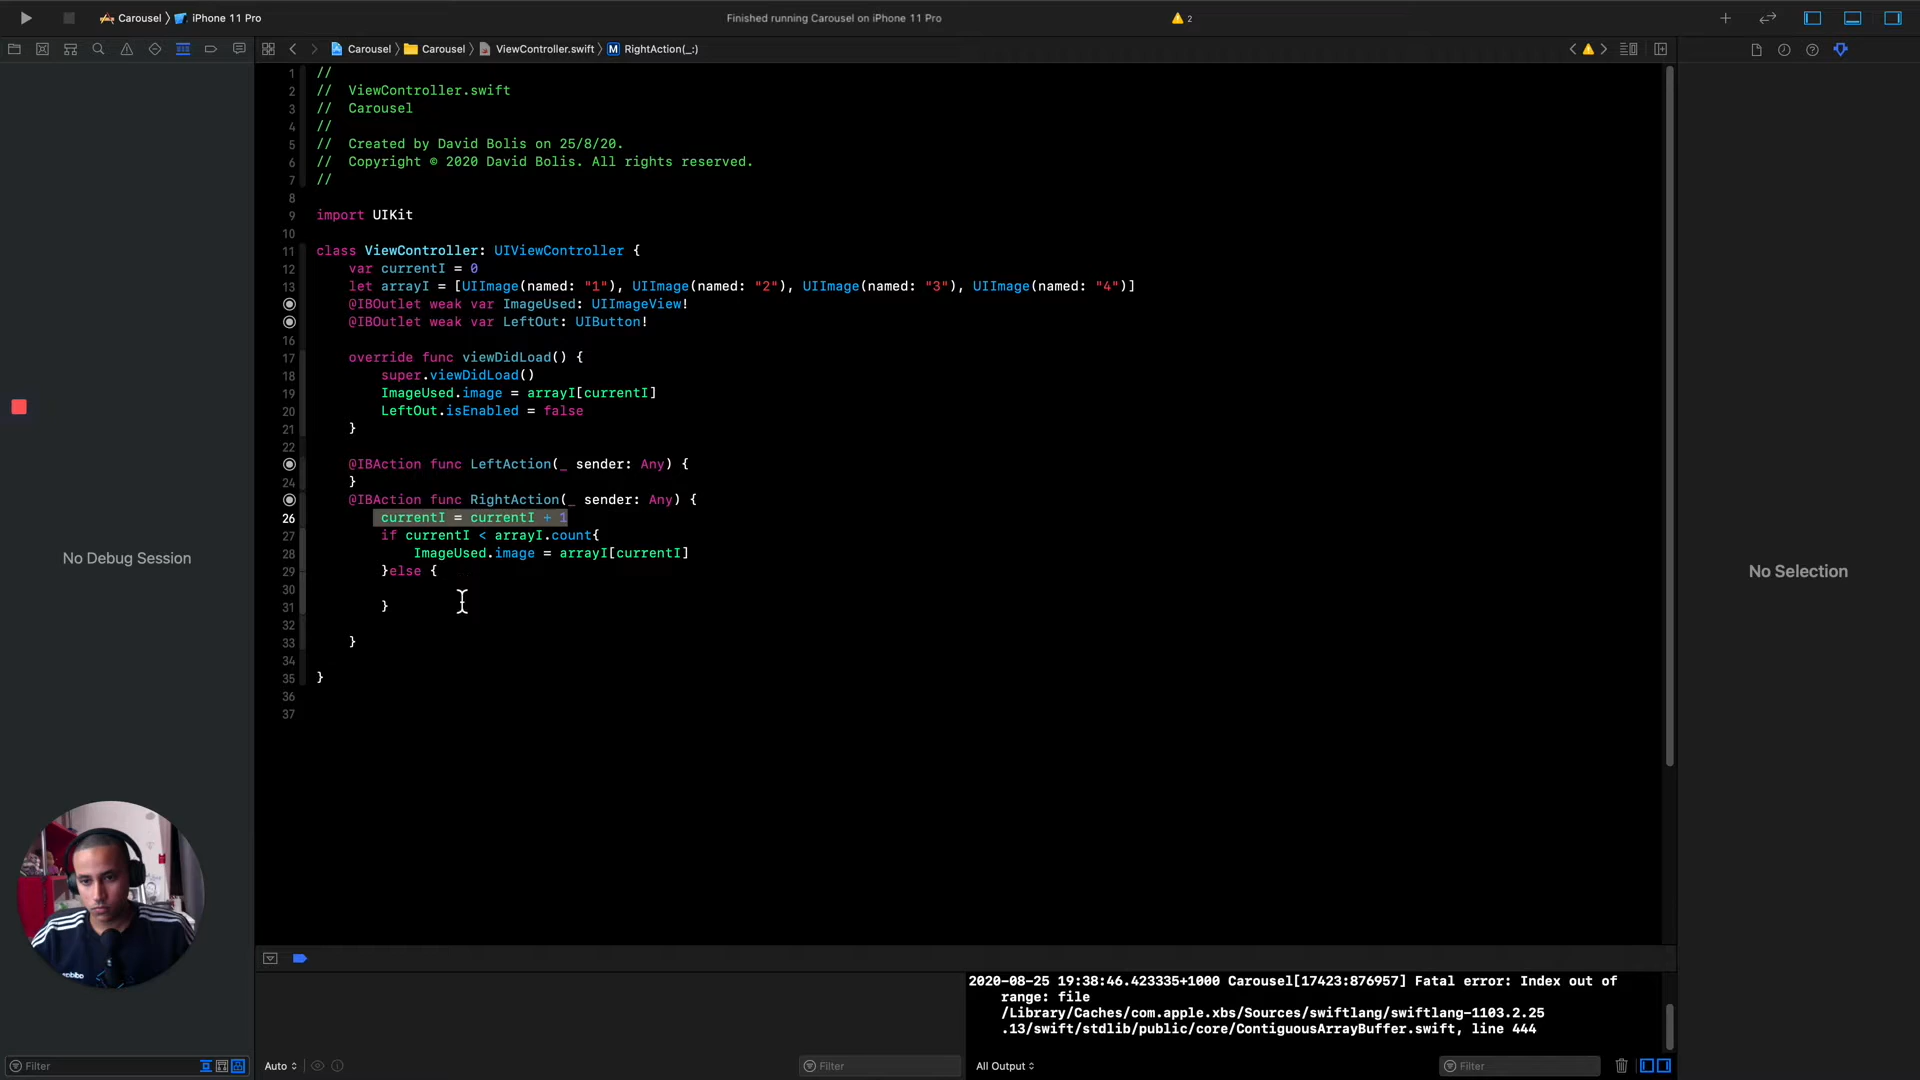 Carousel 〉 iPhone 11 Pro
Finished running Carousel on iPhone 11 Pro
2
Carousel 〉 Carousel 〉 ViewController.swift 〉 M RightAction(_:)
1 //
2 //  ViewController.swift
3 //  Carousel
4 //
5 //  Created by David Bolis on 25/8/20.
6 //  Copyright © 2020 David Bolis. All rights reserved.
7 //
8
9 import UIKit
10
11 class ViewController: UIViewController {
12     var currentI = 0
13     let arrayI = [UIImage(named: "1"), UIImage(named: "2"), UIImage(named: "3"), UIImage(named: "4")]
@IBOutlet weak var ImageUsed: UIImageView!
@IBOutlet weak var LeftOut: UIButton!
16
17     override func viewDidLoad() {
18         super.viewDidLoad()
19         ImageUsed.image = arrayI[currentI]
20         LeftOut.isEnabled = false
21     }
22
@IBAction func LeftAction(_ sender: Any) {
24     }
@IBAction func RightAction(_ sender: Any) {
26         currentI = currentI + 1
27         if currentI < arrayI.count{
28             ImageUsed.image = arrayI[currentI]
29         }else {
30
31         }
32
33     }
34
35 }
36
37
No Debug Session
No Selection
2020-08-25 19:38:46.423335+1000 Carousel[17423:876957] Fatal error: Index out of
range: file
/Library/Caches/com.apple.xbs/Sources/swiftlang/swiftlang-1103.2.25
.13/swift/stdlib/public/core/ContiguousArrayBuffer.swift, line 444
Filter
Auto
Filter
All Output
Filter